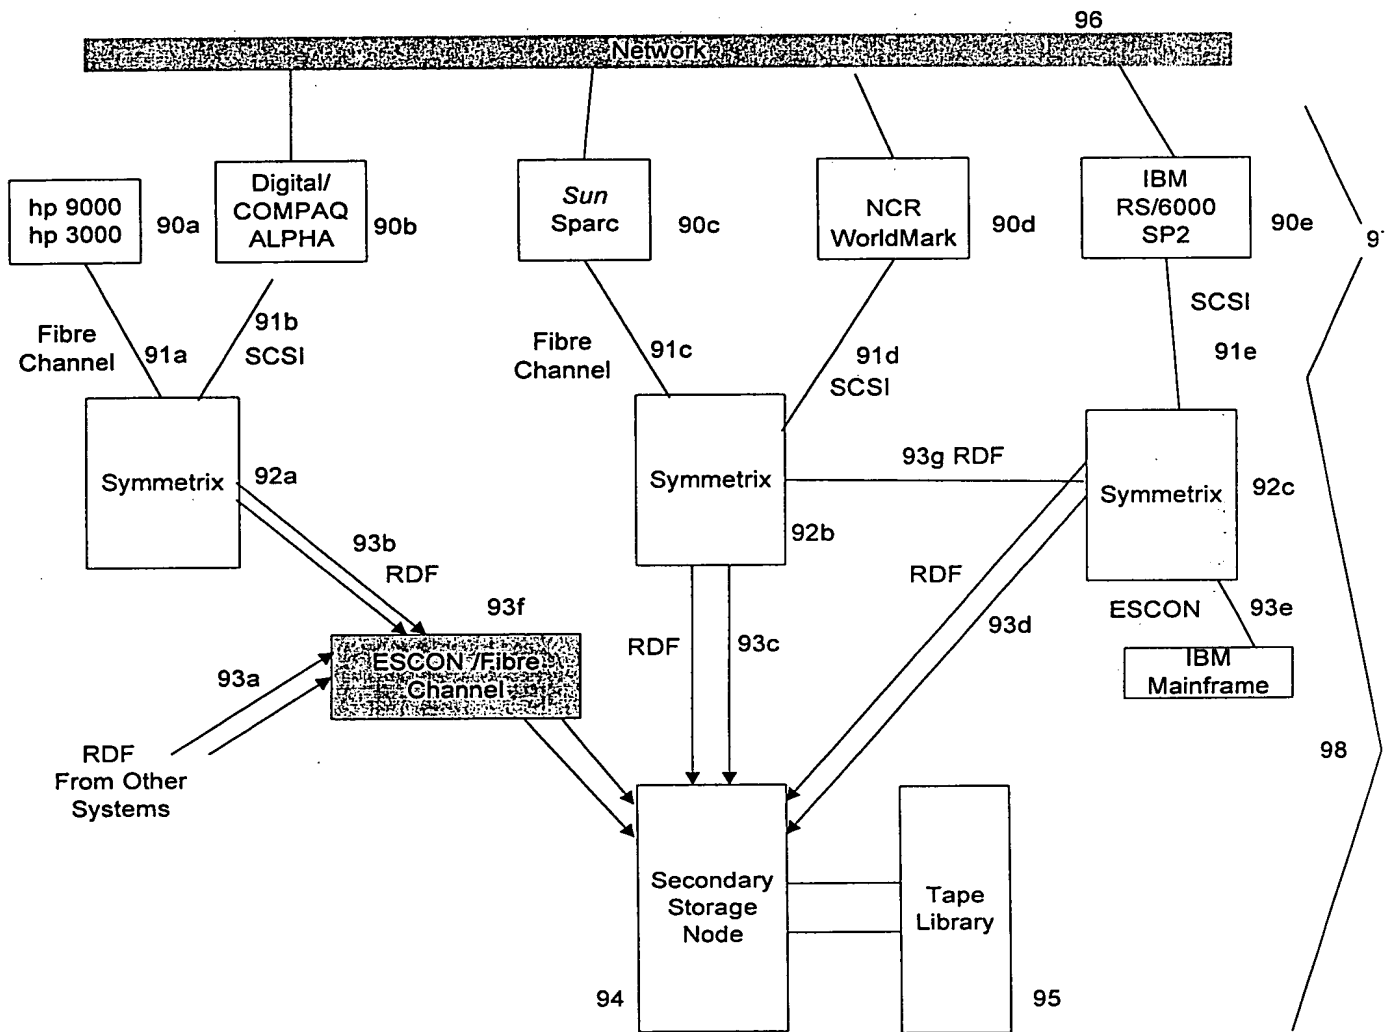 96
Network
hp 9000
hp 3000
90a
Digital/
COMPAQ
ALPHA
90b
Sun
Sparc
90c
NCR
WorldMark
90d
IBM
RS/6000
SP2
90e
Fibre
Channel
91a
91b
SCSI
Fibre
Channel
91c
91d
SCSI
SCSI
91e
Symmetrix
92a
Symmetrix
92b
93g RDF
Symmetrix
92c
93b
RDF
93f
ESCON /Fibre
Channel
93a
RDF
From Other
Systems
RDF
93c
RDF
93d
ESCON
93e
IBM
Mainframe
98
Secondary
Storage
Node
94
Tape
Library
95